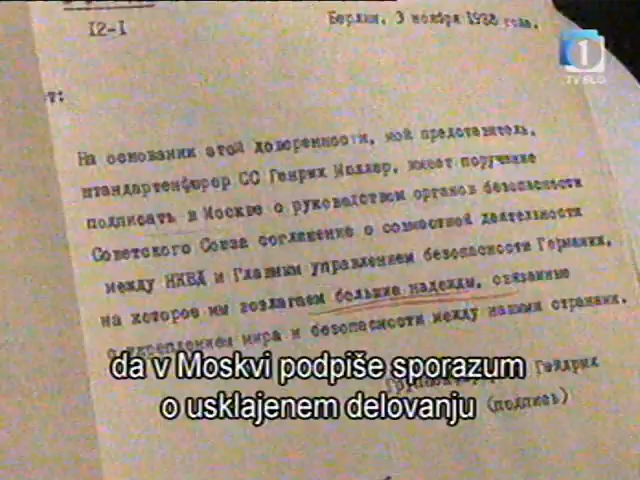 12-I
Берлин, 3 ноября 1938 года.
1
TV SLO
ет:
На основании этой доверенности, мой представитель,
штандартенфюрер СС Генрих Мюллер, имеет поручение
подписать в Москве о руководством органов безопасности
Советского Союза соглашение о совместной деятельности
между НКВД и Главным управлением безопасности Германии,
на которое мы возлагаем большие надежды, связанные
с укреплением мира и безопасности между нашими странами.
da v Moskvi podpiše sporazum
Гейдрих
o usklajenem delovanju
(подпись)